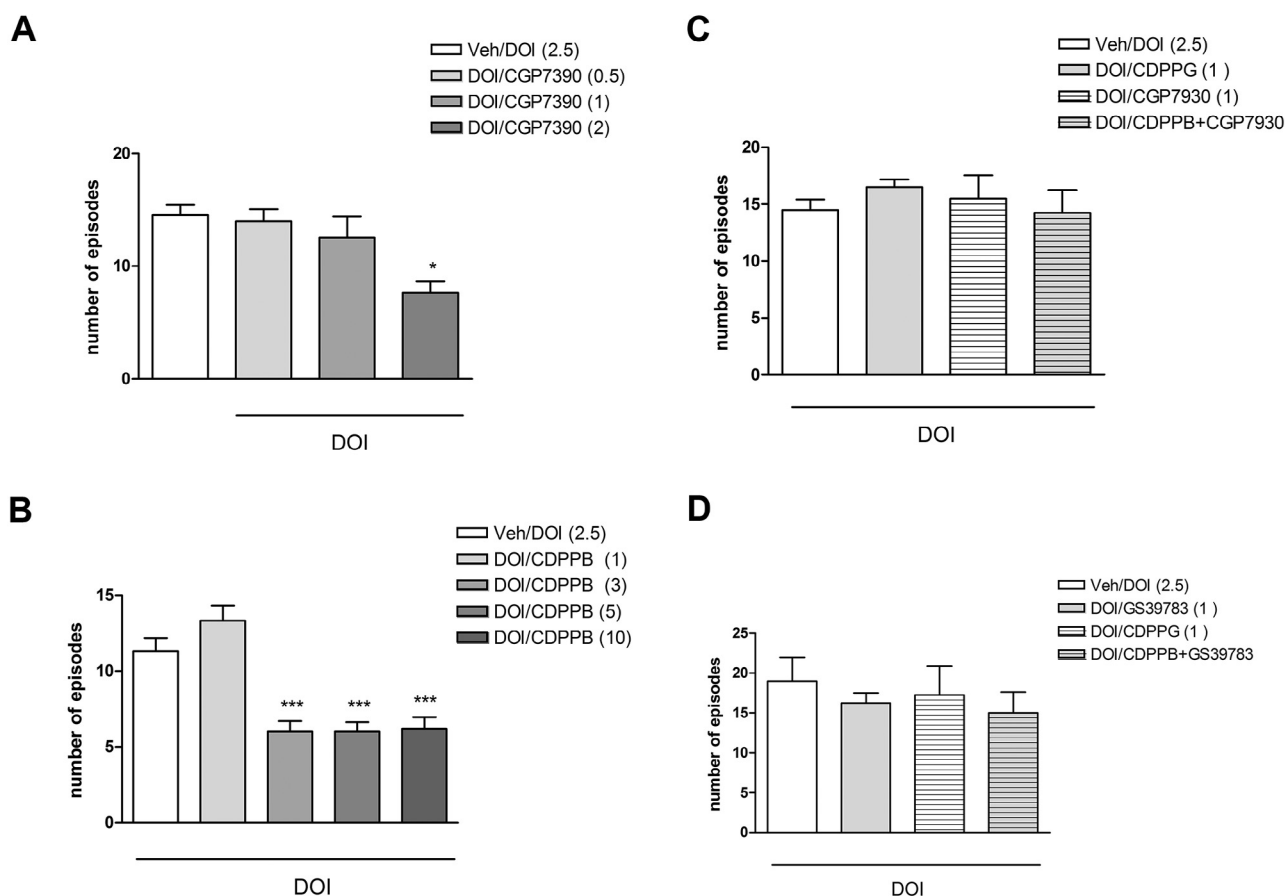 A
Veh/DOI (2.5)
DOI/CGP7390 (0.5)
DOI/CGP7390 (1)
DOI/CGP7390 (2)
20
10
0
number of episodes
*
DOI
B
Veh/DOI (2.5)
DOI/CDPPB (1)
DOI/CDPPB (3)
DOI/CDPPB (5)
DOI/CDPPB (10)
15
10
5
0
number of episodes
***
***
***
DOI
C
Veh/DOI (2.5)
DOI/CDPPG (1 )
DOI/CGP7930 (1)
DOI/CDPPB+CGP7930
20
15
10
5
0
number of episodes
DOI
D
Veh/DOI (2.5)
DOI/GS39783 (1 )
DOI/CDPPG (1 )
DOI/CDPPB+GS39783
25
20
15
10
5
0
number of episodes
DOI